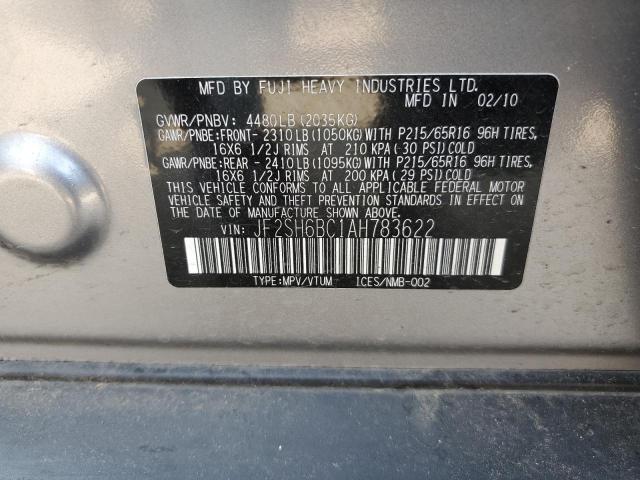 MFD BY FUJI HEAVY INDUSTRIES LTD.
MFD IN 02/10
GVWR/PNBV: 4480LB(2035KG)
GAWR/PNBE:FRONT- 2310LB(1050KG)WITH P215/65R16 96H TIRES,
16X6 1/2J RIMS AT 210 KPA(-30 PSI)COLD
GAWR/PNBE:REAR - 2410LB(1095KG)WITH P215/65R16 96H TIRES,
16X6 1/2J RIMS AT 200 KPA( 29 PSI)COLD
THIS VEHICLE CONFORMS TO ALL APPLICABLE FEDERAL MOTOR
VEHICLE SAFETY AND THEFT PREVENTION STANDARDS IN EFFECT
ON THE DATE OF MANUFACTURE SHOWN ABOVE.
VIN: JF2SH6BC1AH783622
TYPE:MPV/VTUM ICES/NMB-002